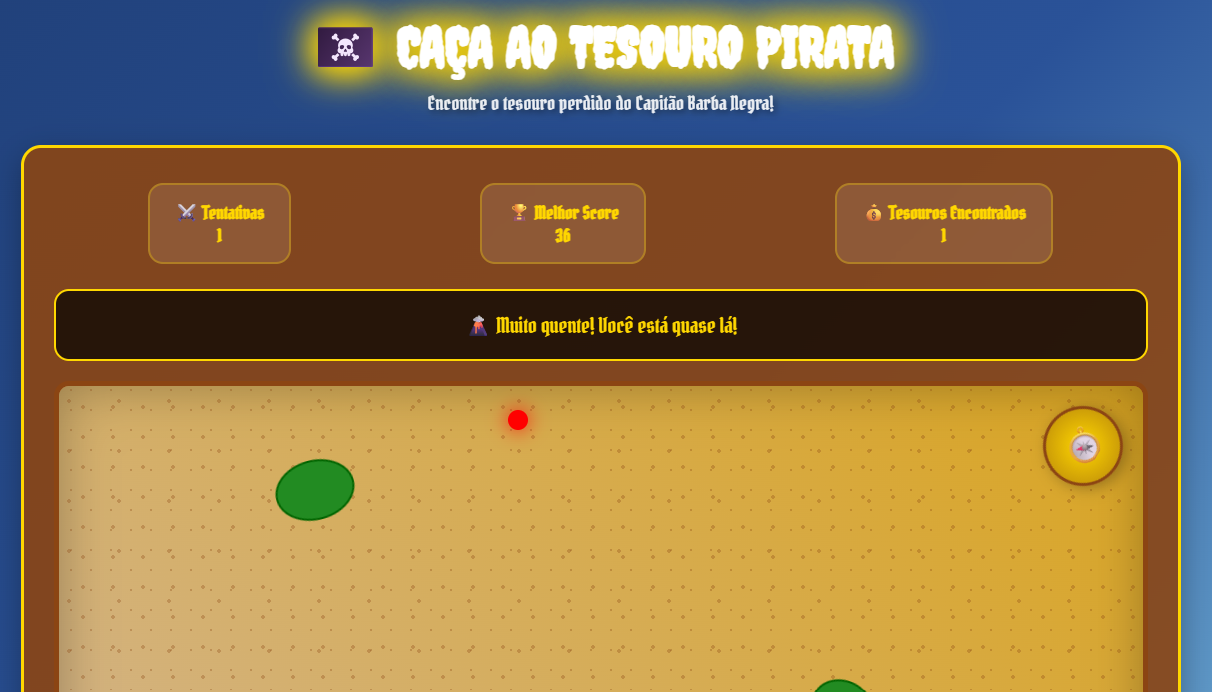 CAÇA AO TESOURO PIRATA
Encontre o tesouro perdido do Capitão Barba Negra!
Tentativas
1
Melhor Score
36
Tesouros Encontrados
1
Muito quente! Você está quase lá!